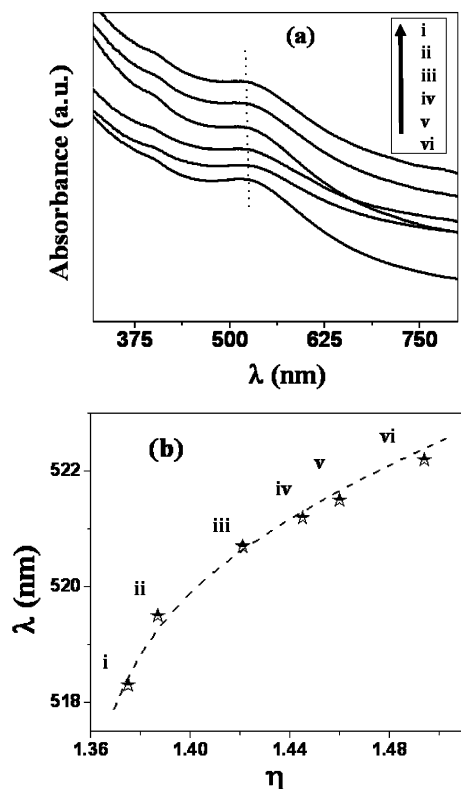 (a)
i
ii
iii
iv
v
vi
Absorbance (a.u.)
375 500 625 750
λ (nm)
(b)
vi
v
iv
iii
ii
i
522
520
518
λ (nm)
1.36 1.40 1.44 1.48
η